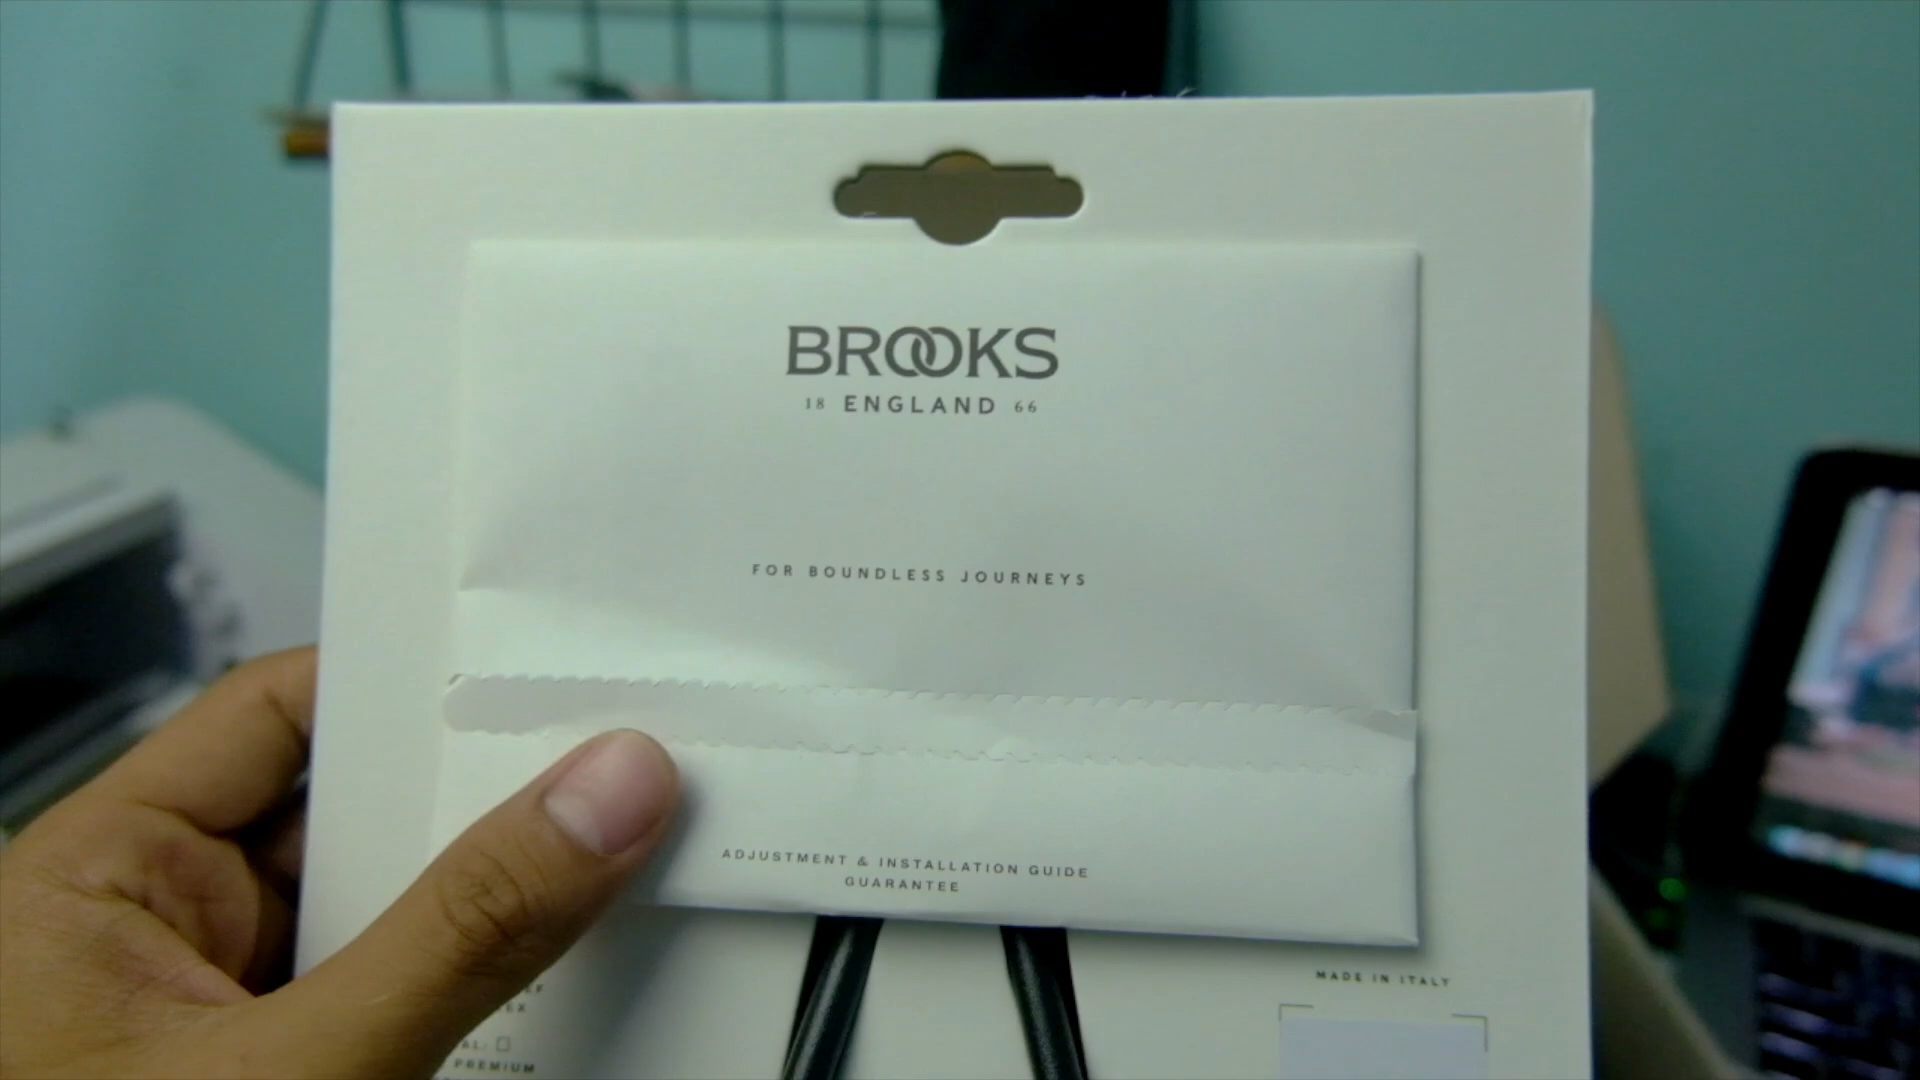 BROOKS
18 ENGLAND 66
FOR BOUNDLESS JOURNEYS
ADJUSTMENT & INSTALLATION GUIDE
GUARANTEE
MADE IN ITALY
PREMIUM